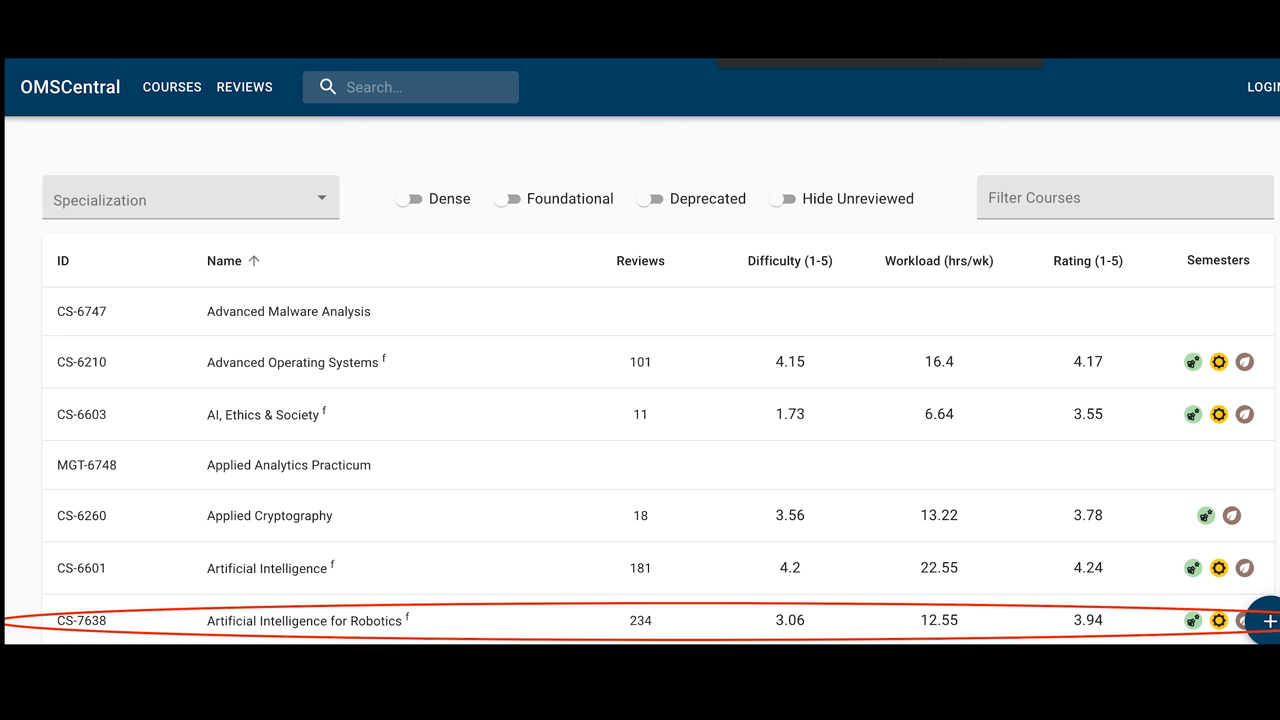 OMSCentral COURSES REVIEWS Search... LOGIN
Specialization Dense Foundational Deprecated Hide Unreviewed Filter Courses
ID Name Reviews Difficulty (1-5) Workload (hrs/wk) Rating (1-5) Semesters
CS-6747 Advanced Malware Analysis
CS-6210 Advanced Operating Systems f 101 4.15 16.4 4.17
CS-6603 AI, Ethics & Society f 11 1.73 6.64 3.55
MGT-6748 Applied Analytics Practicum
CS-6260 Applied Cryptography 18 3.56 13.22 3.78
CS-6601 Artificial Intelligence f 181 4.2 22.55 4.24
CS-7638 Artificial Intelligence for Robotics f 234 3.06 12.55 3.94